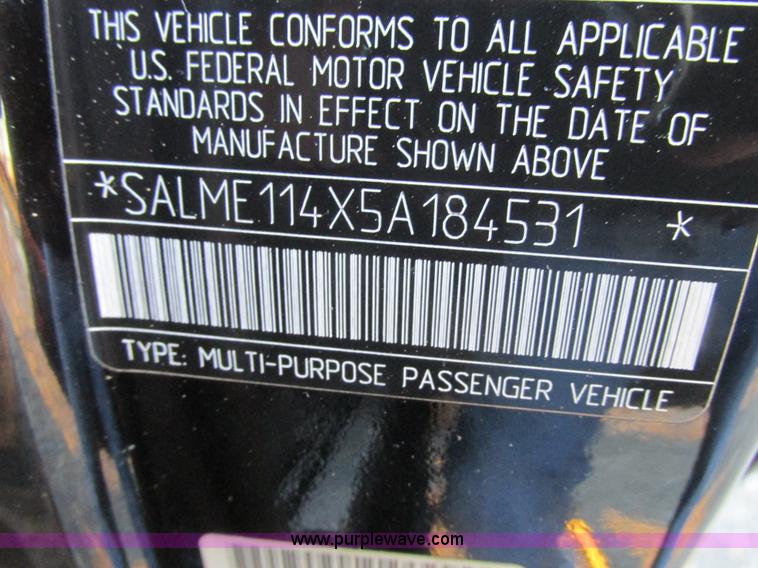 THIS VEHICLE CONFORMS TO ALL APPLICABLE
U.S. FEDERAL MOTOR VEHICLE SAFETY
STANDARDS IN EFFECT ON THE DATE OF
MANUFACTURE SHOWN ABOVE
*SALME114X5A184531 *
TYPE: MULTI-PURPOSE PASSENGER VEHICLE
www.purplewave.com